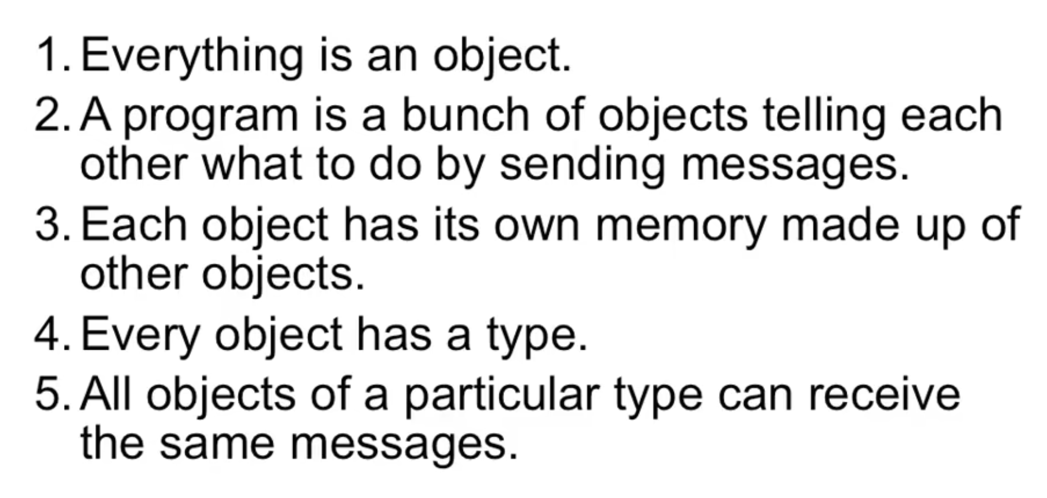 1. Everything is an object.
2. A program is a bunch of objects telling each
other what to do by sending messages.
3. Each object has its own memory made up of
other objects.
4. Every object has a type.
5. All objects of a particular type can receive
the same messages.